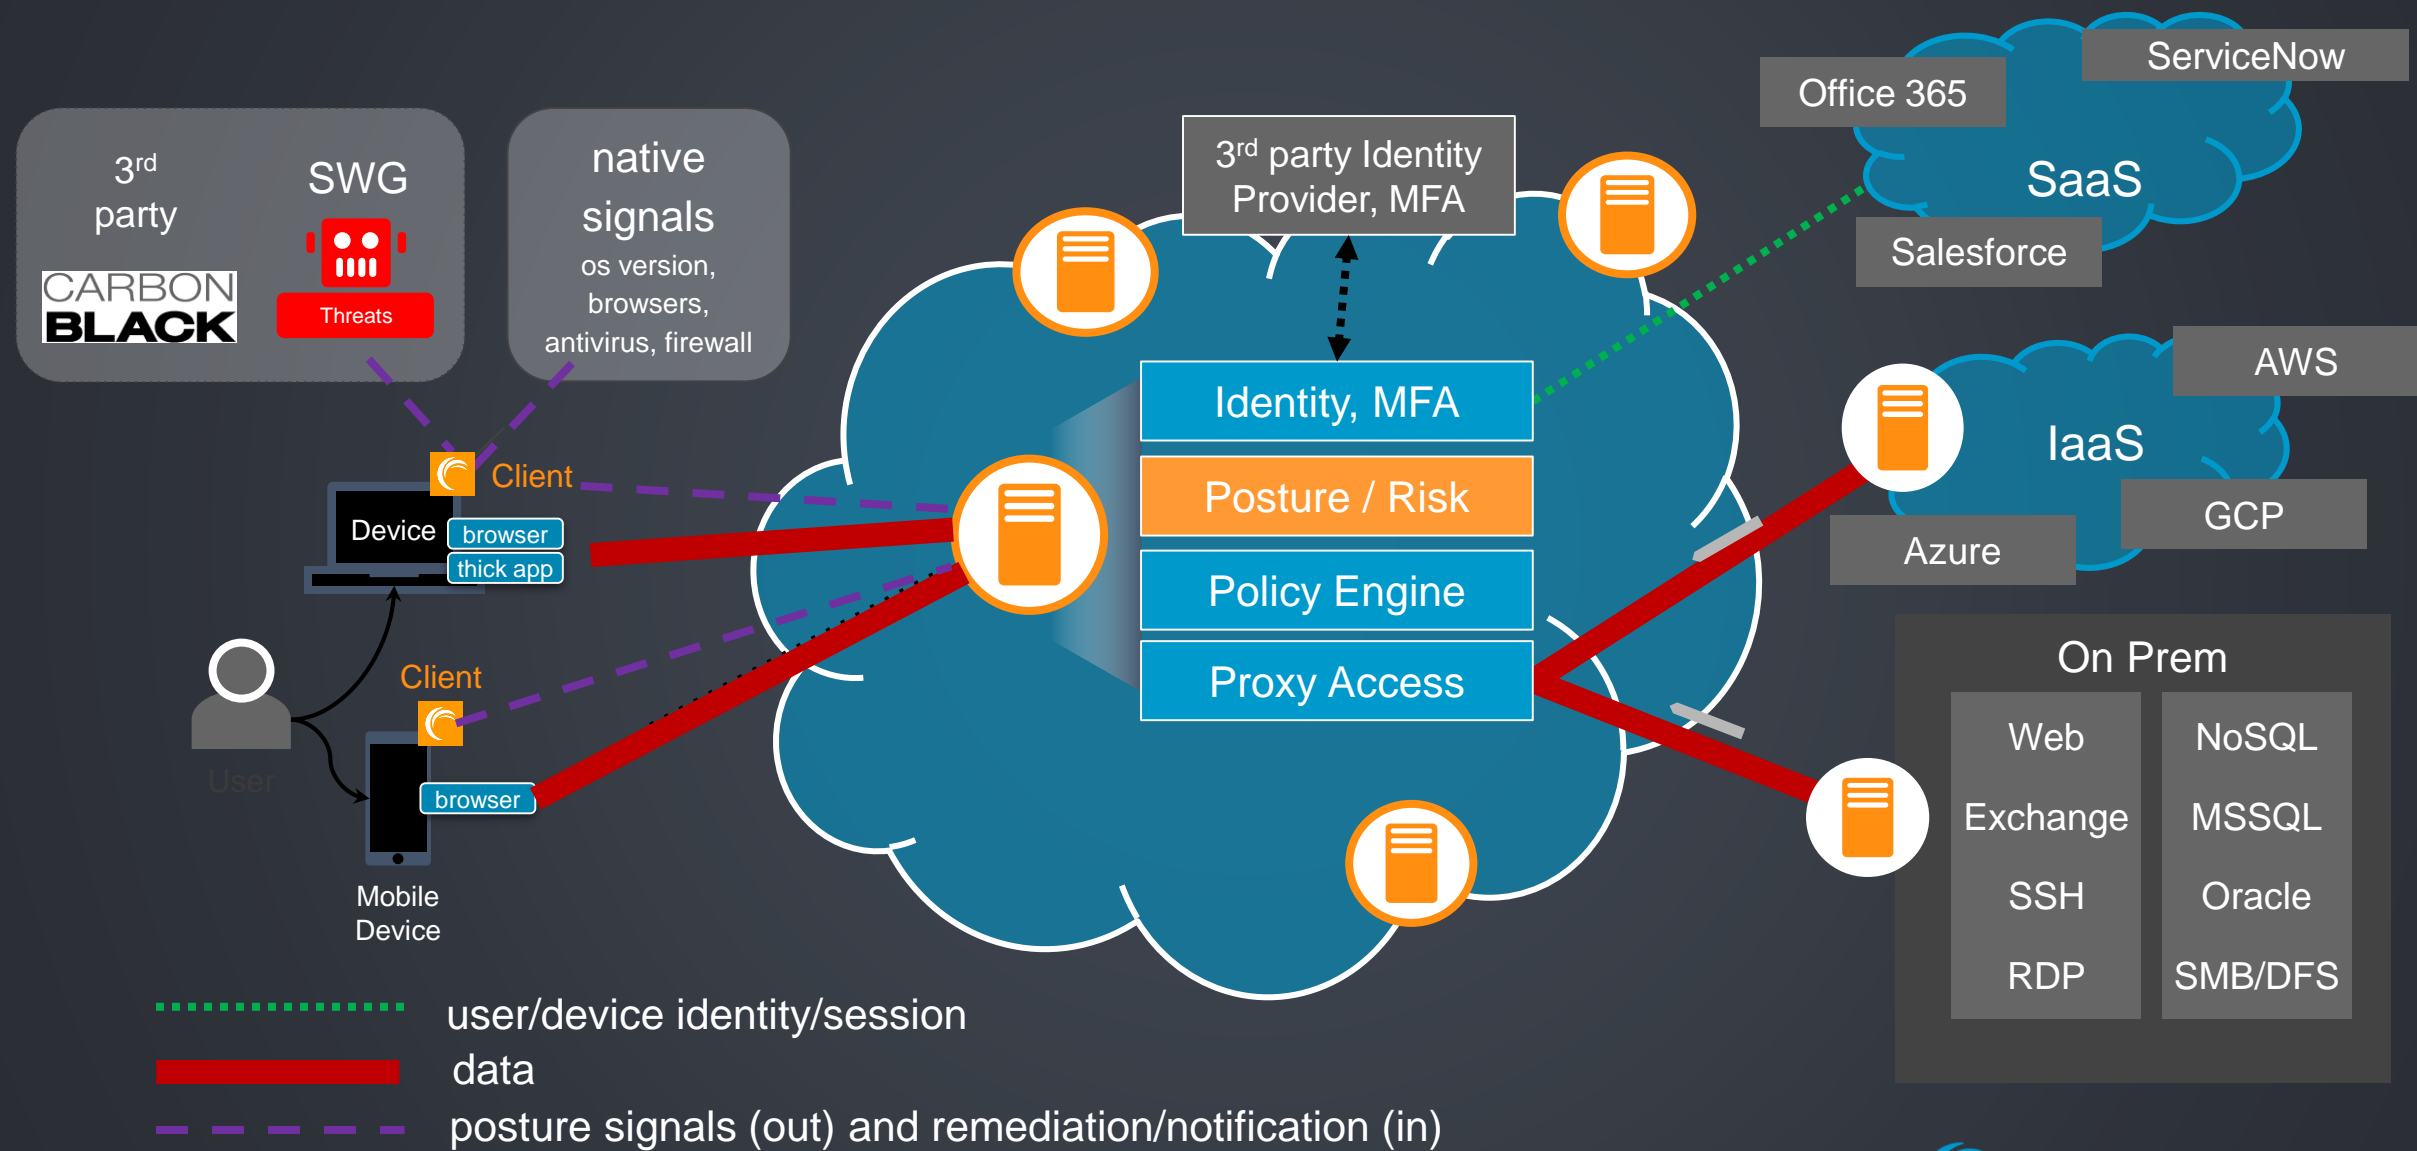 3rd
party
CARBON
BLACK
SWG
Threats
native
signals
os version,
browsers,
antivirus, firewall
3rd party Identity
Provider, MFA
Office 365
ServiceNow
SaaS
Salesforce
Identity, MFA
Posture / Risk
Policy Engine
Proxy Access
AWS
IaaS
GCP
Azure
Client
Device
browser
thick app
User
Client
browser
Mobile
Device
On Prem
Web
NoSQL
Exchange
MSSQL
SSH
Oracle
RDP
SMB/DFS
user/device identity/session
data
posture signals (out) and remediation/notification (in)